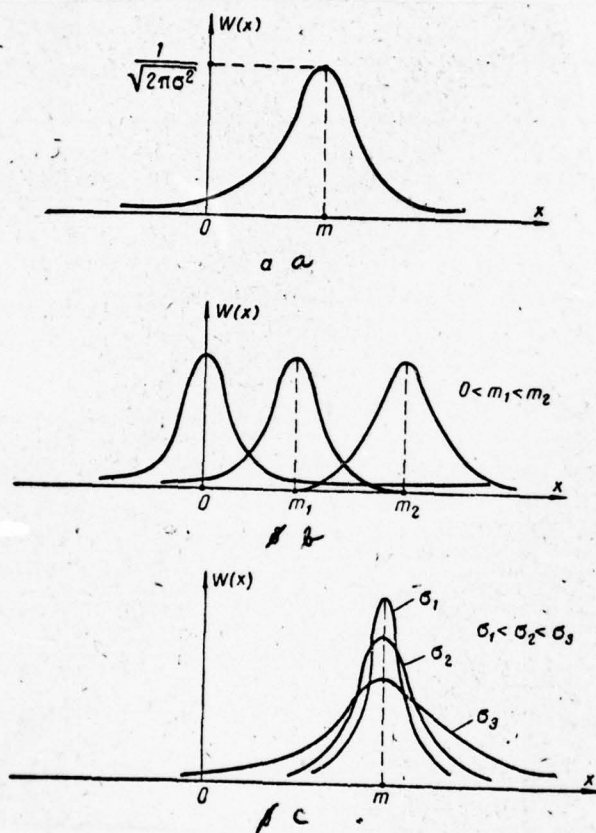 W(x)
1/√(2πσ²)
0 m x
а a
W(x)
0 < m₁ < m₂
0 m₁ m₂ x
b
W(x)
σ₁
σ₁ < σ₂ < σ₃
σ₂
σ₃
0 m x
c